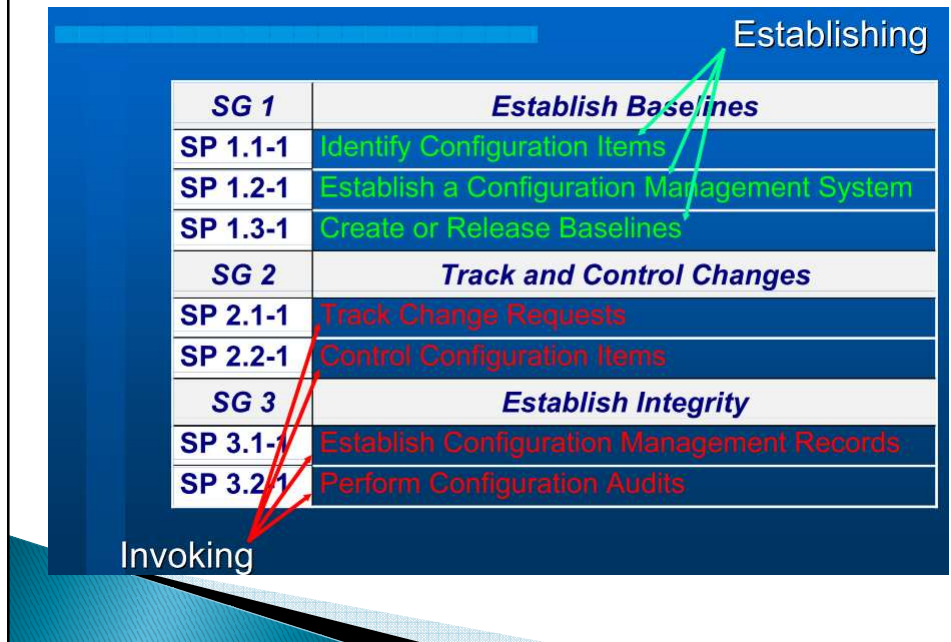 Establishing
SG 1 Establish Baselines
SP 1.1-1 Identify Configuration Items
SP 1.2-1 Establish a Configuration Management System
SP 1.3-1 Create or Release Baselines
SG 2 Track and Control Changes
SP 2.1-1 Track Change Requests
SP 2.2-1 Control Configuration Items
SG 3 Establish Integrity
SP 3.1-1 Establish Configuration Management Records
SP 3.2-1 Perform Configuration Audits
Invoking